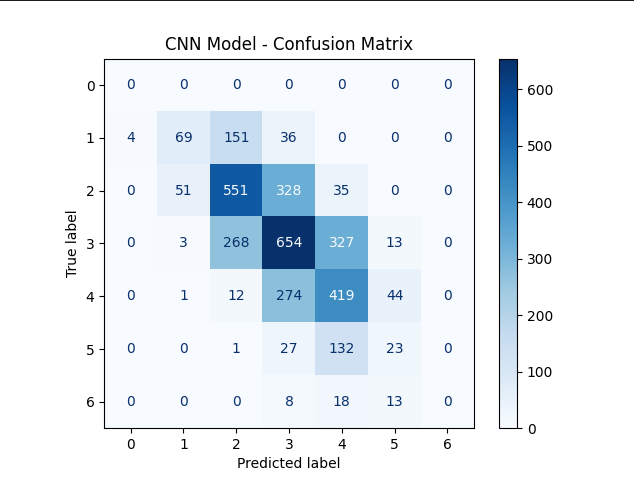 CNN Model - Confusion Matrix
0 0 0 0 0 0 0 0
1 4 69 151 36 0 0 0
2 0 51 551 328 35 0 0
3 0 3 268 654 327 13 0
4 0 1 12 274 419 44 0
5 0 0 1 27 132 23 0
6 0 0 0 8 18 13 0
0 1 2 3 4 5 6
True label
Predicted label
600
500
400
300
200
100
0